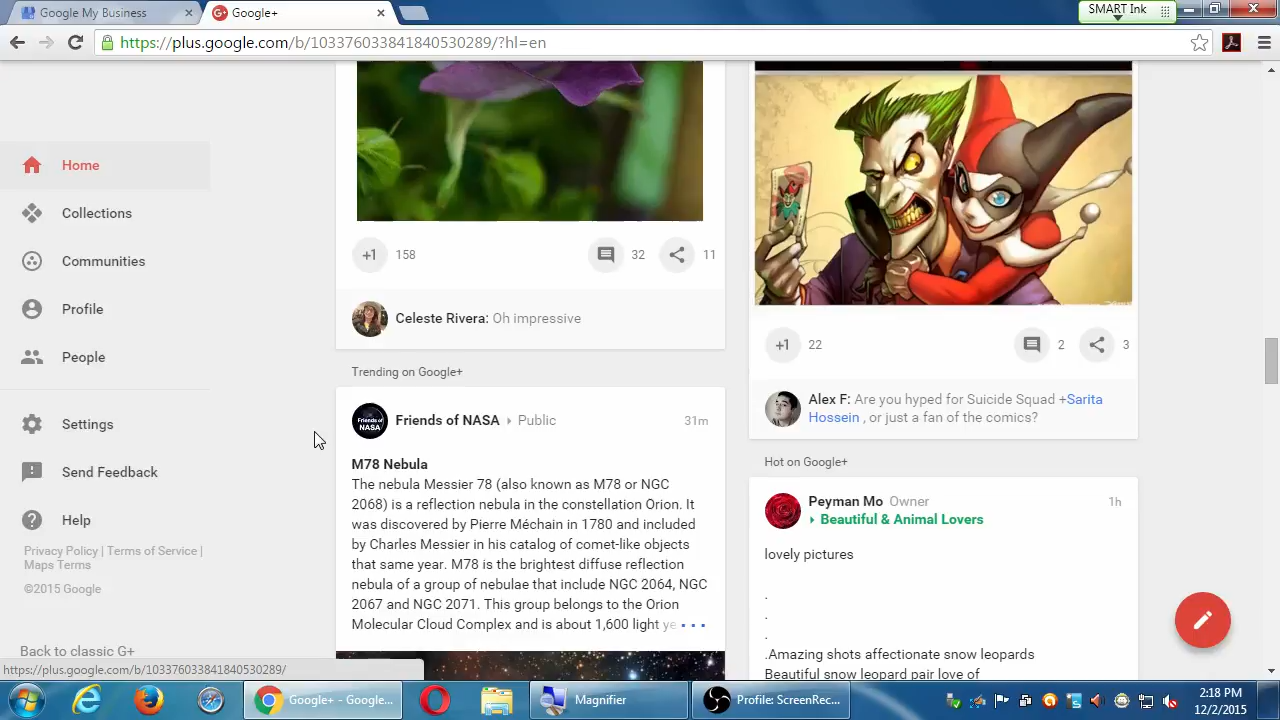 Google My Business
Google+
SMART Ink
https://plus.google.com/b/103376033841840530289/?hl=en
Home
Collections
Communities
Profile
People
Settings
Send Feedback
Help
Privacy Policy | Terms of Service |
Maps Terms
©2015 Google
Back to classic G+
https://plus.google.com/b/103376033841840530289/
+1 158 32 11
Celeste Rivera: Oh impressive
Trending on Google+
Friends of NASA
Friends of NASA Public 31m
M78 Nebula
The nebula Messier 78 (also known as M78 or NGC
2068) is a reflection nebula in the constellation Orion. It
was discovered by Pierre Méchain in 1780 and included
by Charles Messier in his catalog of comet-like objects
that same year. M78 is the brightest diffuse reflection
nebula of a group of nebulae that include NGC 2064, NGC
2067 and NGC 2071. This group belongs to the Orion
Molecular Cloud Complex and is about 1,600 light ye...
+1 22 2 3
Alex F: Are you hyped for Suicide Squad +Sarita
Hossein , or just a fan of the comics?
Hot on Google+
Peyman Mo Owner 1h
Beautiful & Animal Lovers
lovely pictures
.
.
.
.Amazing shots affectionate snow leopards
Beautiful snow leopard pair love of
Google+ - Google...
Magnifier
Profile: ScreenRec...
2:18 PM
12/2/2015